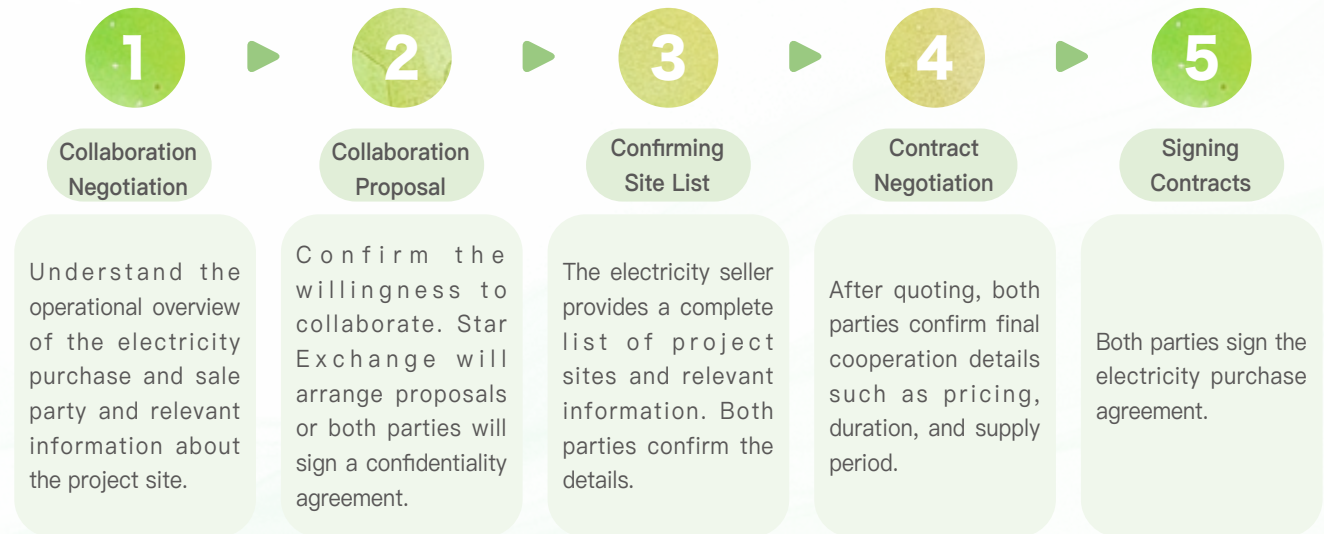 1
2
3
4
5
Collaboration
Negotiation
Collaboration
Proposal
Confirming
Site List
Contract
Negotiation
Signing
Contracts
Understand the
operational overview
of the electricity
purchase and sale
party and relevant
information about
the project site.
Confirm the
willingness to
collaborate. Star
Exchange will
arrange proposals
or both parties will
sign a confidentiality
agreement.
The electricity seller
provides a complete
list of project
sites and relevant
information. Both
parties confirm the
details.
After quoting, both
parties confirm final
cooperation details
such as pricing,
duration, and supply
period.
Both parties sign the
electricity purchase
agreement.